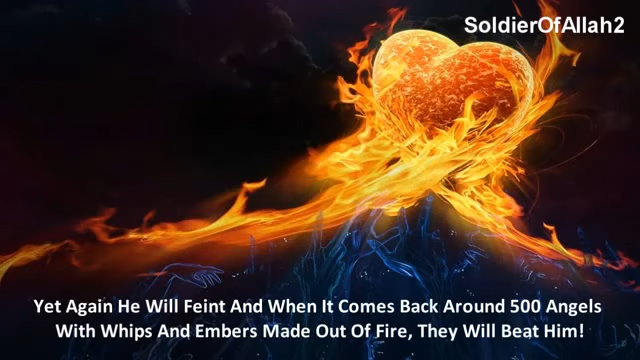 SoldierOfAllah2
Yet Again He Will Feint And When It Comes Back Around 500 Angels
With Whips And Embers Made Out Of Fire, They Will Beat Him!